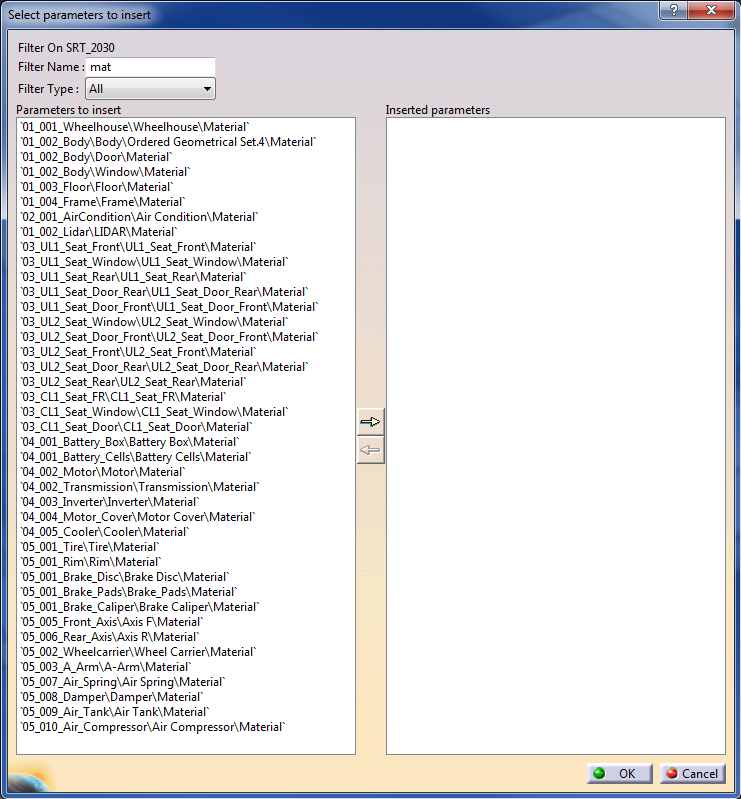 Select parameters to insert
?
Filter On SRT_2030
Filter Name : mat
Filter Type : All
Parameters to insert
Inserted parameters
`01_001_Wheelhouse\Wheelhouse\Material`
`01_002_Body\Body\Ordered Geometrical Set.4\Material`
`01_002_Body\Door\Material`
`01_002_Body\Window\Material`
`01_003_Floor\Floor\Material`
`01_004_Frame\Frame\Material`
`02_001_AirCondition\Air Condition\Material`
`01_002_Lidar\LIDAR\Material`
`03_UL1_Seat_Front\UL1_Seat_Front\Material`
`03_UL1_Seat_Window\UL1_Seat_Window\Material`
`03_UL1_Seat_Rear\UL1_Seat_Rear\Material`
`03_UL1_Seat_Door_Rear\UL1_Seat_Door_Rear\Material`
`03_UL1_Seat_Door_Front\UL1_Seat_Door_Front\Material`
`03_UL2_Seat_Window\UL2_Seat_Window\Material`
`03_UL2_Seat_Door_Front\UL2_Seat_Door_Front\Material`
`03_UL2_Seat_Front\UL2_Seat_Front\Material`
`03_UL2_Seat_Door_Rear\UL2_Seat_Door_Rear\Material`
`03_UL2_Seat_Rear\UL2_Seat_Rear\Material`
`03_CL1_Seat_FR\CL1_Seat_FR\Material`
`03_CL1_Seat_Window\CL1_Seat_Window\Material`
`03_CL1_Seat_Door\CL1_Seat_Door\Material`
`04_001_Battery_Box\Battery Box\Material`
`04_001_Battery_Cells\Battery Cells\Material`
`04_002_Motor\Motor\Material`
`04_002_Transmission\Transmission\Material`
`04_003_Inverter\Inverter\Material`
`04_004_Motor_Cover\Motor Cover\Material`
`04_005_Cooler\Cooler\Material`
`05_001_Tire\Tire\Material`
`05_001_Rim\Rim\Material`
`05_001_Brake_Disc\Brake Disc\Material`
`05_001_Brake_Pads\Brake_Pads\Material`
`05_001_Brake_Caliper\Brake Caliper\Material`
`05_005_Front_Axis\Axis F\Material`
`05_006_Rear_Axis\Axis R\Material`
`05_002_Wheelcarrier\Wheel Carrier\Material`
`05_003_A_Arm\A-Arm\Material`
`05_007_Air_Spring\Air Spring\Material`
`05_008_Damper\Damper\Material`
`05_009_Air_Tank\Air Tank\Material`
`05_010_Air_Compressor\Air Compressor\Material`
OK
Cancel